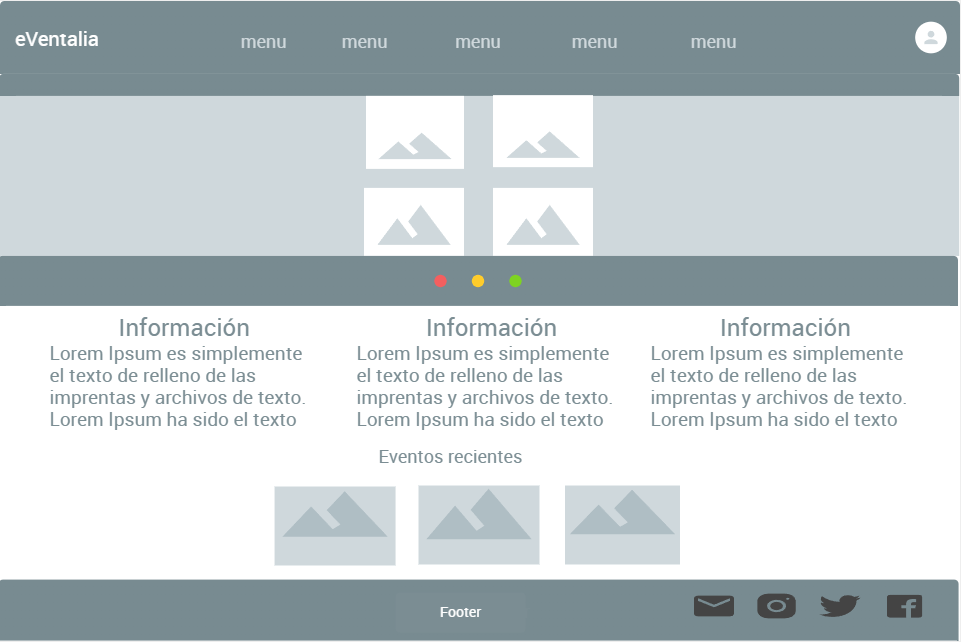 eVentalia
menu menu menu menu menu
Información
Lorem Ipsum es simplemente
el texto de relleno de las
imprentas y archivos de texto.
Lorem Ipsum ha sido el texto
Información
Lorem Ipsum es simplemente
el texto de relleno de las
imprentas y archivos de texto.
Lorem Ipsum ha sido el texto
Información
Lorem Ipsum es simplemente
el texto de relleno de las
imprentas y archivos de texto.
Lorem Ipsum ha sido el texto
Eventos recientes
Footer